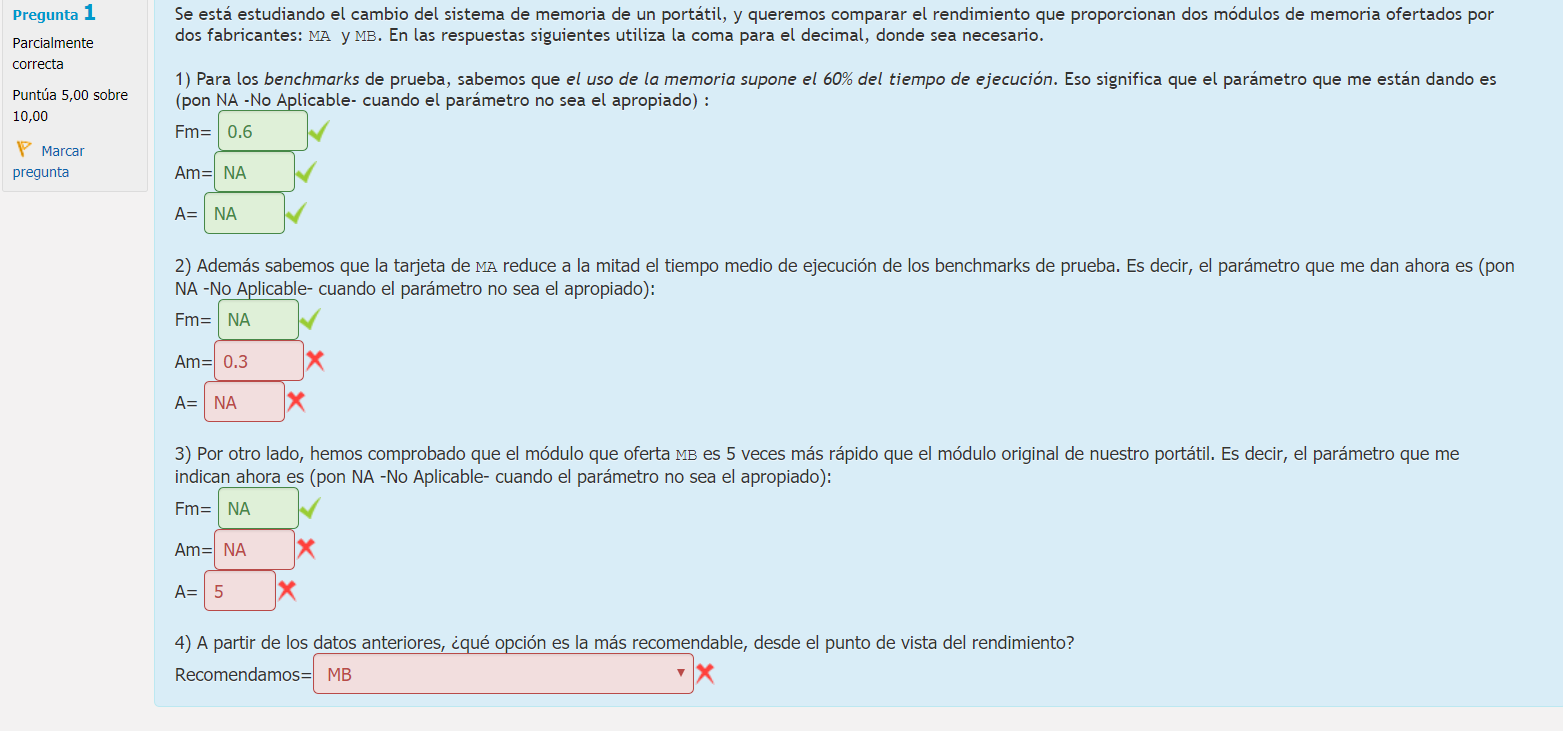 Pregunta 1
Parcialmente
correcta
Puntúa 5,00 sobre
10,00
Marcar
pregunta
Se está estudiando el cambio del sistema de memoria de un portátil, y queremos comparar el rendimiento que proporcionan dos módulos de memoria ofertados por
dos fabricantes: MA y MB. En las respuestas siguientes utiliza la coma para el decimal, donde sea necesario.
1) Para los benchmarks de prueba, sabemos que el uso de la memoria supone el 60% del tiempo de ejecución. Eso significa que el parámetro que me están dando es
(pon NA -No Aplicable- cuando el parámetro no sea el apropiado) :
Fm= 0.6
Am= NA
A= NA
2) Además sabemos que la tarjeta de MA reduce a la mitad el tiempo medio de ejecución de los benchmarks de prueba. Es decir, el parámetro que me dan ahora es (pon
NA -No Aplicable- cuando el parámetro no sea el apropiado):
Fm= NA
Am= 0.3
A= NA
3) Por otro lado, hemos comprobado que el módulo que oferta MB es 5 veces más rápido que el módulo original de nuestro portátil. Es decir, el parámetro que me
indican ahora es (pon NA -No Aplicable- cuando el parámetro no sea el apropiado):
Fm= NA
Am= NA
A= 5
4) A partir de los datos anteriores, ¿qué opción es la más recomendable, desde el punto de vista del rendimiento?
Recomendamos= MB